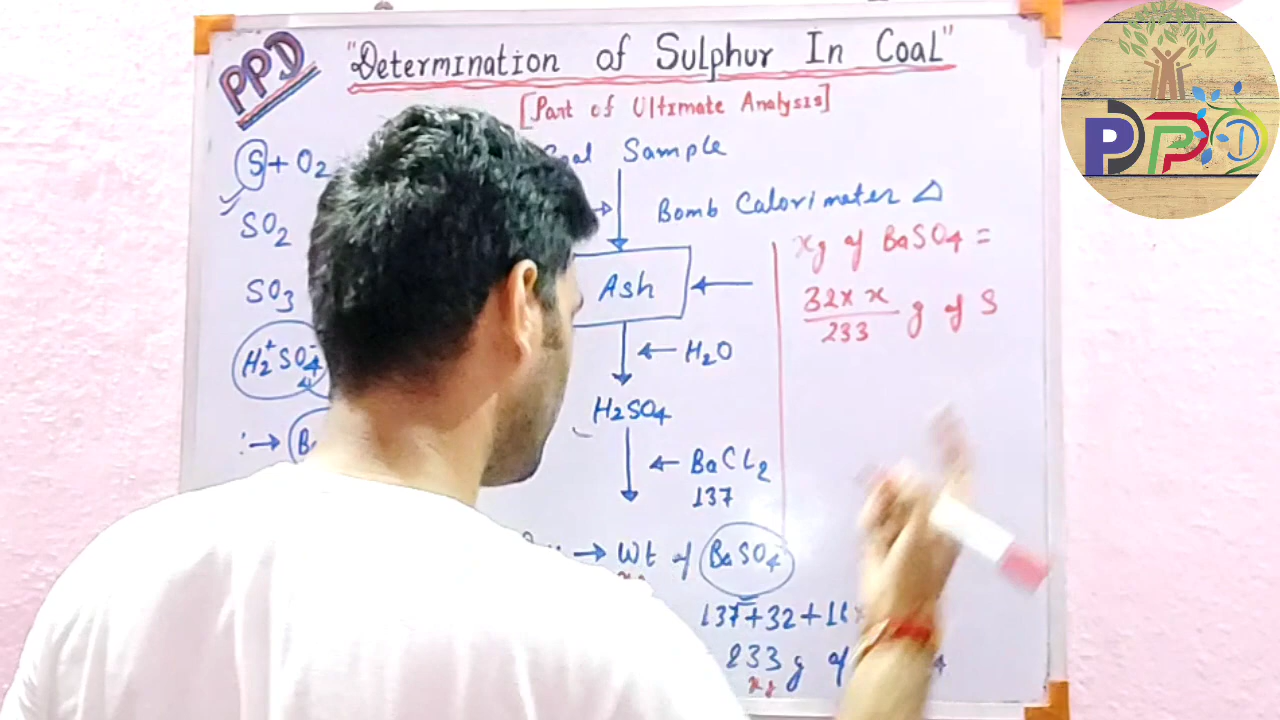 PPD
"Determination of Sulphur In Coal"
[Part of Ultimate Analysis]
PPD
S + O2
SO2
SO3
H2+ SO4-
Coal Sample
Bomb Calorimeter Δ
Ash
← H2O
H2SO4
← BaCl2
137
→ Wt of BaSO4
137+32+16
233 g of
xg
xg of BaSO4 =
32 x x
233
g of S